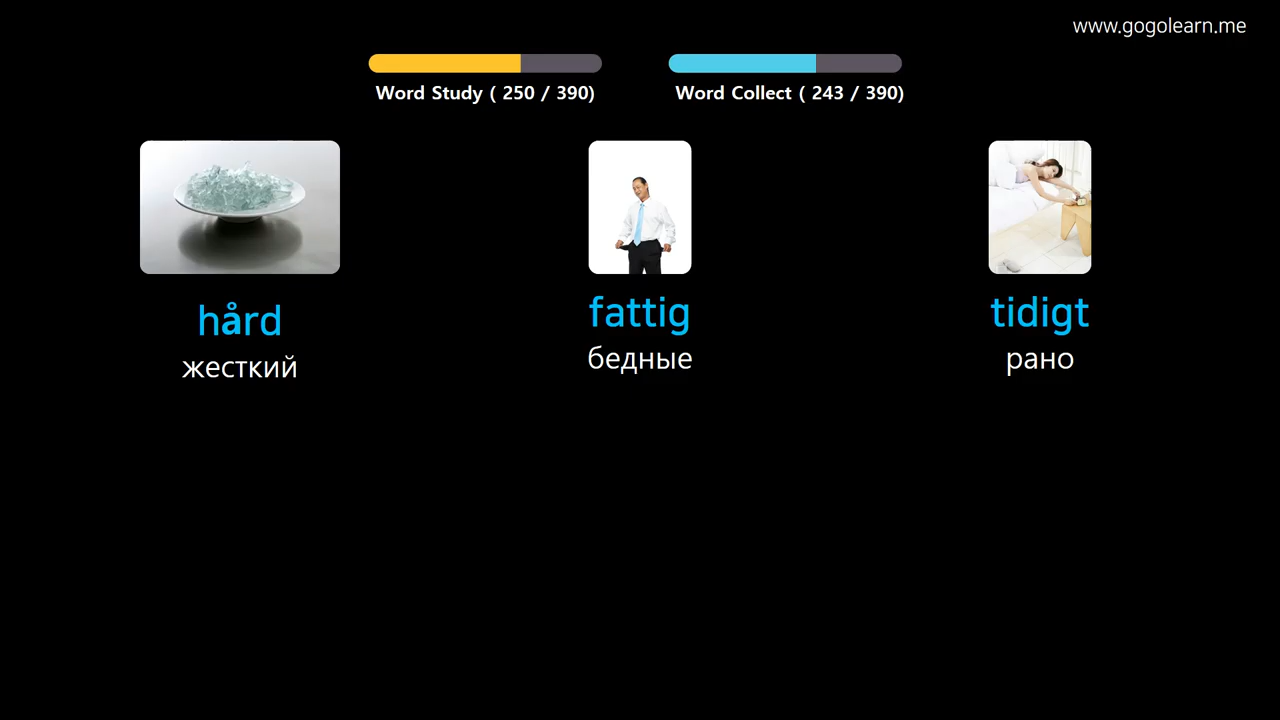 www.gogolearn.me
Word Study ( 250 / 390)
Word Collect ( 243 / 390)
hård
жесткий
fattig
бедные
tidigt
рано